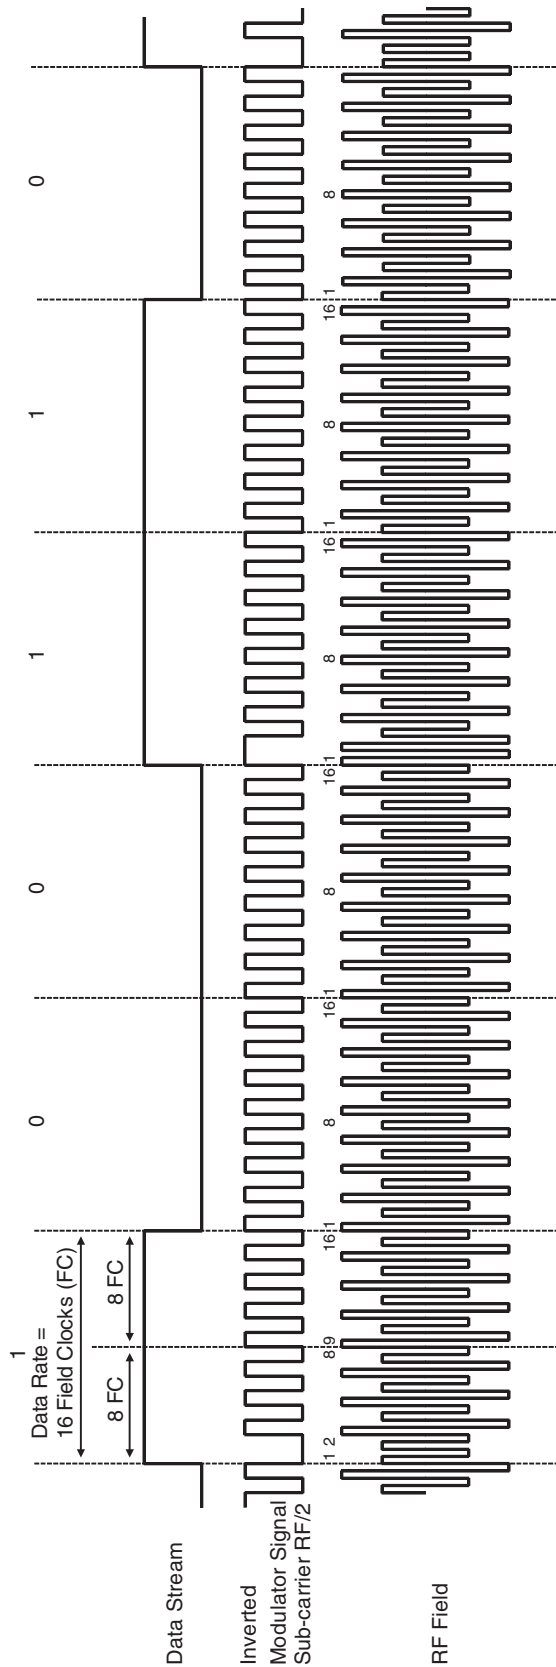 1 0 0 1 1 0
Data Rate =
16 Field Clocks (FC)
8 FC 8 FC
Data Stream
Inverted
Modulator Signal
Sub-carrier RF/2
1 2 8 9 16 1 8 16 1 8 16 1 8 16 1 8 16 1 8
RF Field